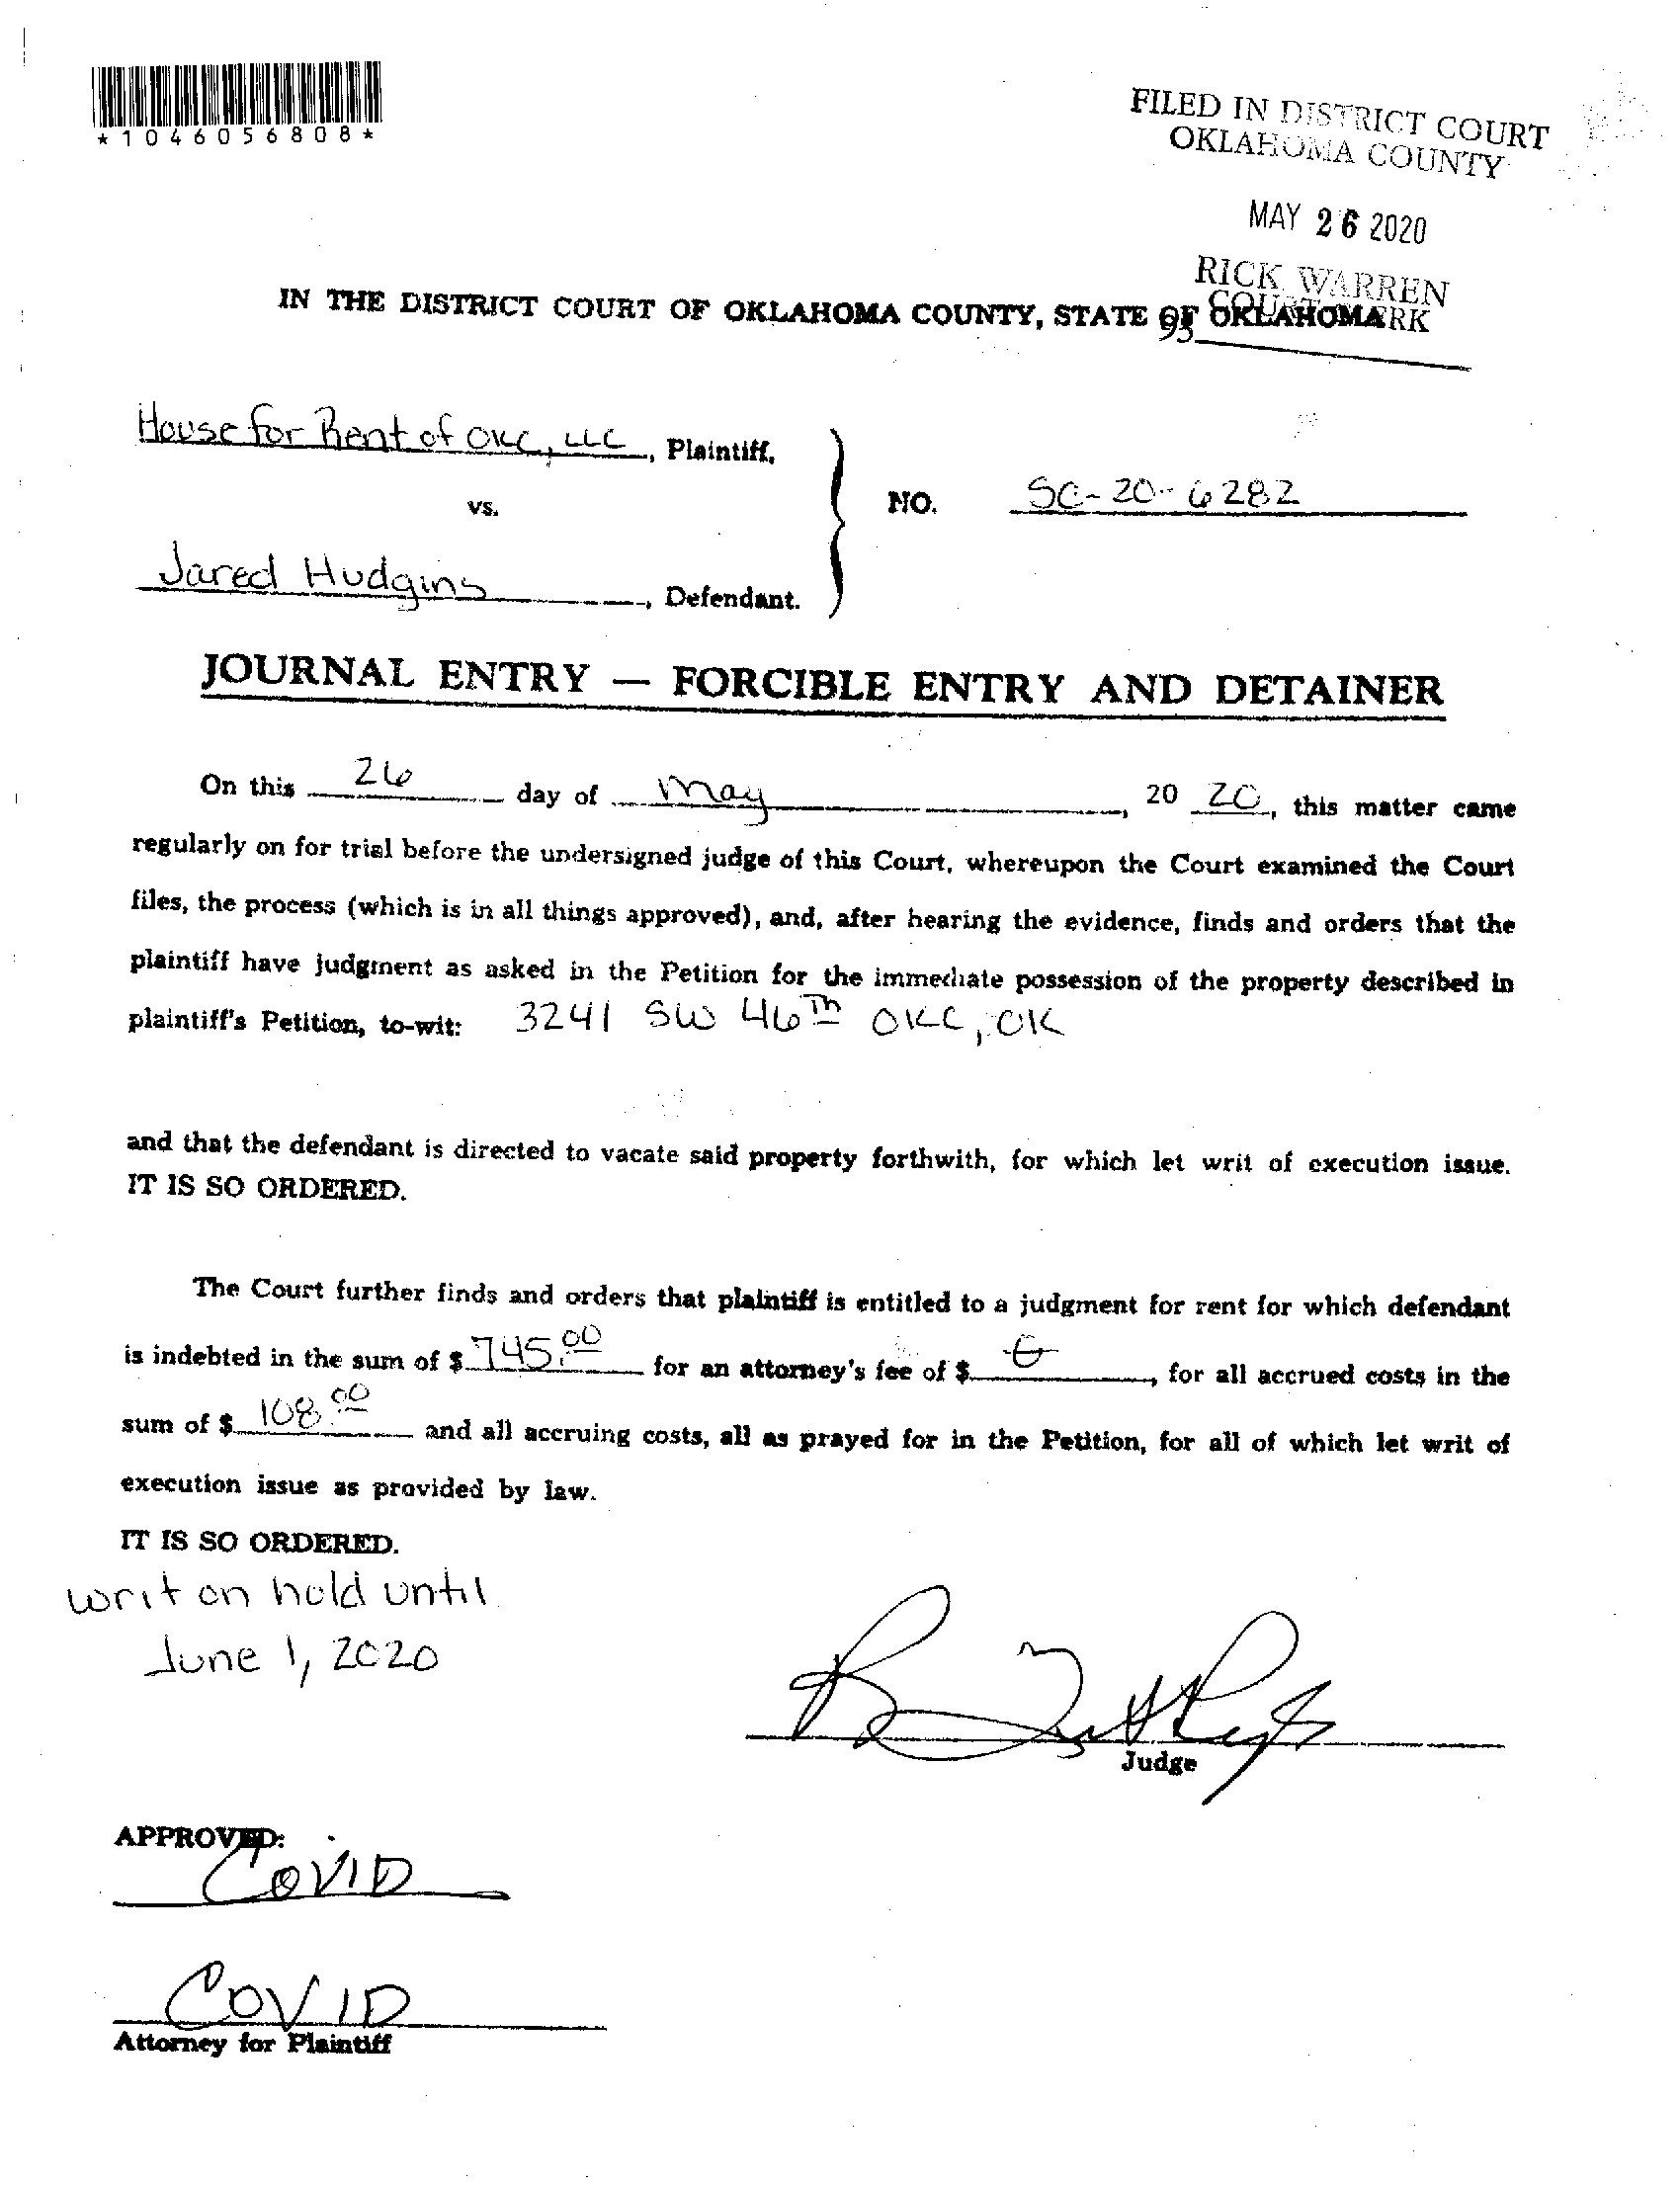 *1046056808*
FILED IN DISTRICT COURT
OKLAHOMA COUNTY
MAY 26 2020
RICK WARREN
COURT CLERK
93
IN THE DISTRICT COURT OF OKLAHOMA COUNTY, STATE OF OKLAHOMA
House for Rent of OKC, LLC, Plaintiff,
vs.
NO. SC-20-6282
Jared Hudgins, Defendant.
JOURNAL ENTRY — FORCIBLE ENTRY AND DETAINER
On this 26 day of May, 20 20, this matter came
regularly on for trial before the undersigned judge of this Court, whereupon the Court examined the Court
files, the process (which is in all things approved), and, after hearing the evidence, finds and orders that the
plaintiff have judgment as asked in the Petition for the immediate possession of the property described in
plaintiff's Petition, to-wit: 3241 SW 46Th OKC, OK
and that the defendant is directed to vacate said property forthwith, for which let writ of execution issue.
IT IS SO ORDERED.
The Court further finds and orders that plaintiff is entitled to a judgment for rent for which defendant
is indebted in the sum of $ 745.00 for an attorney's fee of $ , for all accrued costs in the
sum of $ 108.00 and all accruing costs, all as prayed for in the Petition, for all of which let writ of
execution issue as provided by law.
IT IS SO ORDERED.
writ on hold until
June 1, 2020
Judge
APPROVED:
COVID
COVID
Attorney for Plaintiff